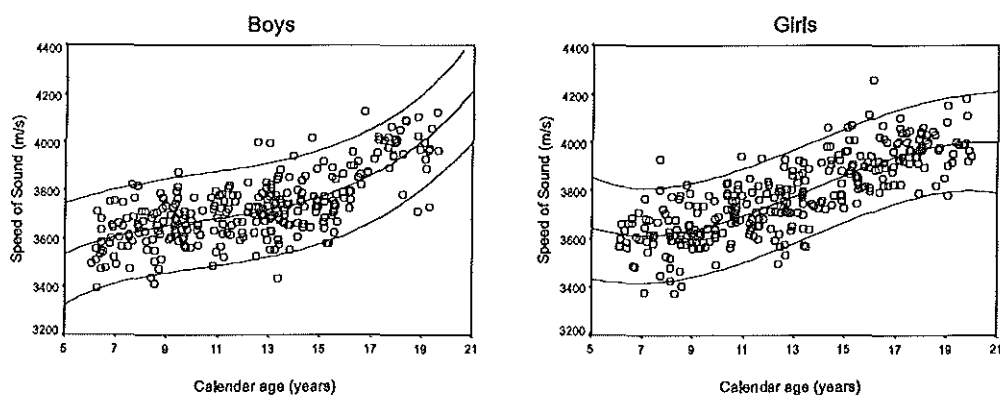 Boys
4400
4200
4000
3800
3600
3400
3200
Speed of Sound (m/s)
5 7 9 11 13 15 17 19 21
Calendar age (years)
Girls
4400
4200
4000
3800
3600
3400
3200
Speed of Sound (m/s)
5 7 9 11 13 15 17 19 21
Calendar age (years)